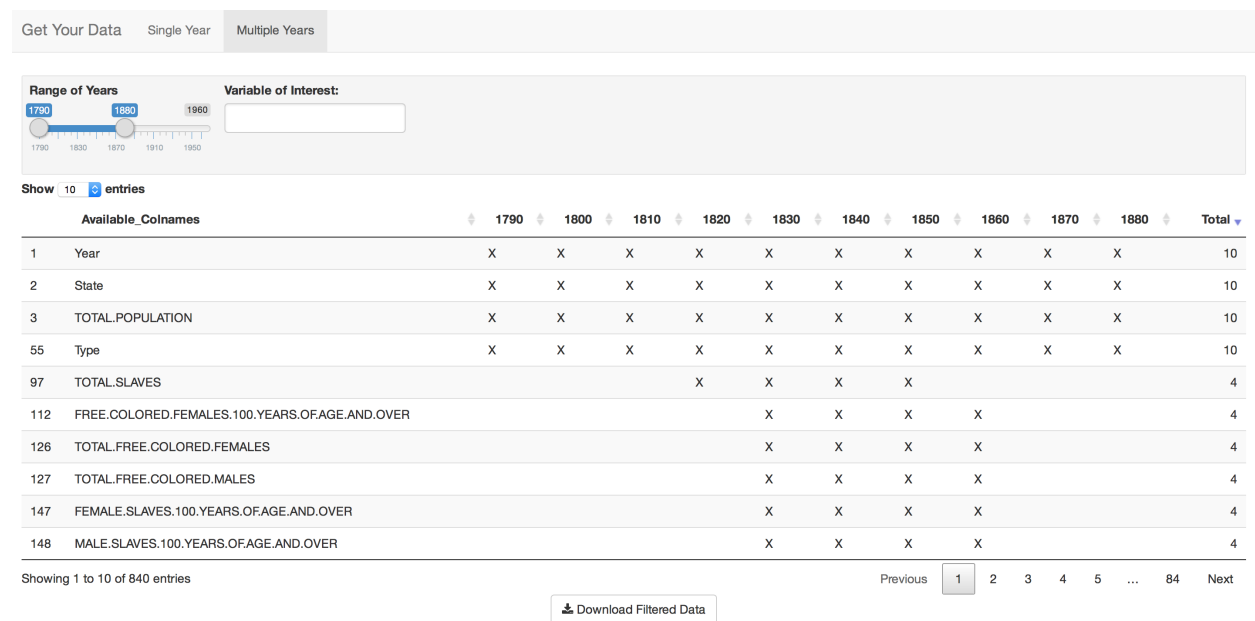 Get Your Data Single Year Multiple Years
Range of Years Variable of Interest:
1790 1880 1960
1790 1830 1870 1910 1950
Show 10 entries
Available_Colnames 1790 1800 1810 1820 1830 1840 1850 1860 1870 1880 Total
1 Year X X X X X X X X X X 10
2 State X X X X X X X X X X 10
3 TOTAL.POPULATION X X X X X X X X X X 10
55 Type X X X X X X X X X X 10
97 TOTAL.SLAVES X X X X 4
112 FREE.COLORED.FEMALES.100.YEARS.OF.AGE.AND.OVER X X X X 4
126 TOTAL.FREE.COLORED.FEMALES X X X X 4
127 TOTAL.FREE.COLORED.MALES X X X X 4
147 FEMALE.SLAVES.100.YEARS.OF.AGE.AND.OVER X X X X 4
148 MALE.SLAVES.100.YEARS.OF.AGE.AND.OVER X X X X 4
Showing 1 to 10 of 840 entries Previous 1 2 3 4 5 … 84 Next
Download Filtered Data